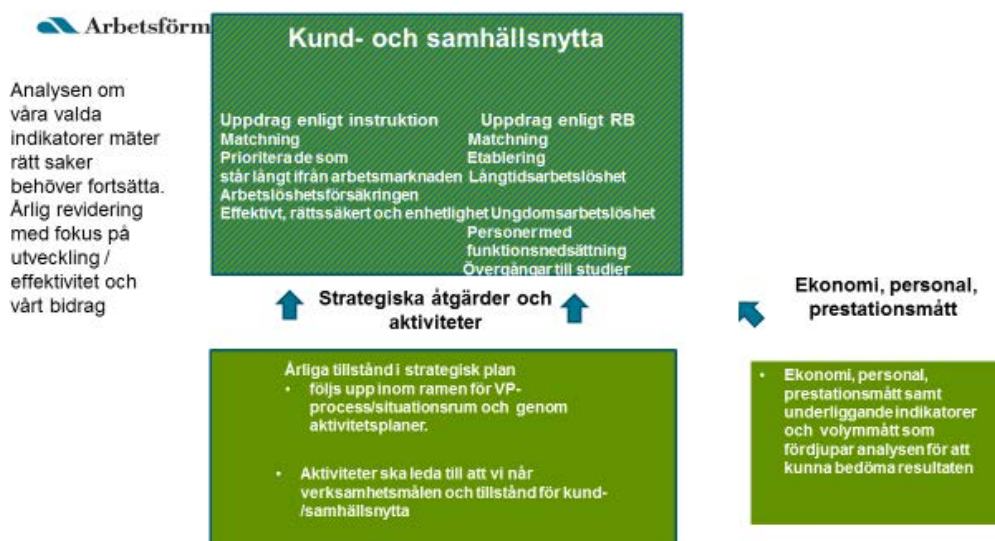 Arbetsförm
Kund- och samhällsnytta
Analysen om
våra valda
indikatorer mäter
rätt saker
behöver fortsätta.
Årlig revidering
med fokus på
utveckling /
effektivitet och
vårt bidrag
Uppdrag enligt instruktion
Matchning
Prioritera de som
står långt ifrån arbetsmarknaden
Arbetslöshetsförsäkringen
Effektivt, rättssäkert och enhetlighet
Uppdrag enligt RB
Matchning
Etablering
Långtidsarbetslöshet
Ungdomsarbetslöshet
Personer med
funktionsnedsättning
Övergångar till studier
Strategiska åtgärder och
aktiviteter
Ekonomi, personal,
prestationsmått
Årliga tillstånd i strategisk plan
• följs upp inom ramen för VP-
process/situationsrum och genom
aktivitetsplaner.
• Aktiviteter ska leda till att vi når
verksamhetsmålen och tillstånd för kund-
/samhällsnytta
• Ekonomi, personal,
prestationsmått samt
underliggande indikatorer
och volymmått som
fördjupar analysen för att
kunna bedöma resultaten